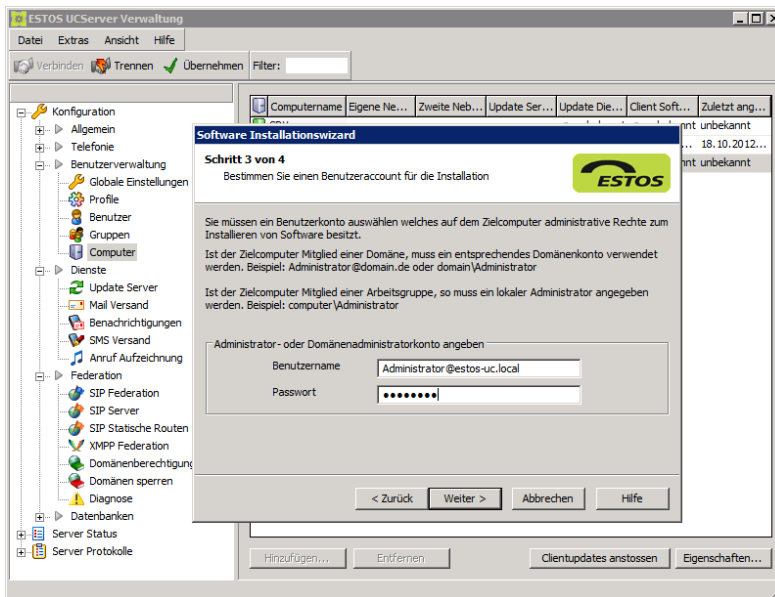 ESTOS UCServer Verwaltung
Datei Extras Ansicht Hilfe
Verbinden Trennen Übernehmen Filter:
Computername Eigene Ne... Zweite Neb... Update Ser... Update Die... Client Soft... Zuletzt ang...
unbekannt
18.10.2012...
unbekannt
Konfiguration
Allgemein
Telefonie
Benutzerverwaltung
Globale Einstellungen
Profile
Benutzer
Gruppen
Computer
Dienste
Update Server
Mail Versand
Benachrichtigungen
SMS Versand
Anruf Aufzeichnung
Federation
SIP Federation
SIP Server
SIP Statische Routen
XMPP Federation
Domänenberechtigung
Domänen sperren
Diagnose
Datenbanken
Server Status
Server Protokolle
Software Installationswizard
Schritt 3 von 4
Bestimmen Sie einen Benutzeraccount für die Installation
ESTOS
Sie müssen ein Benutzerkonto auswählen welches auf dem Zielcomputer administrative Rechte zum
Installieren von Software besitzt.
Ist der Zielcomputer Mitglied einer Domäne, muss ein entsprechendes Domänenkonto verwendet
werden. Beispiel: Administrator@domain.de oder domain\Administrator
Ist der Zielcomputer Mitglied einer Arbeitsgruppe, so muss ein lokaler Administrator angegeben
werden. Beispiel: computer\Administrator
Administrator- oder Domänenadministratorkonto angeben
Benutzername Administrator@estos-uc.local
Passwort
< Zurück Weiter > Abbrechen Hilfe
Hinzufügen... Entfernen Clientupdates anstossen Eigenschaften...